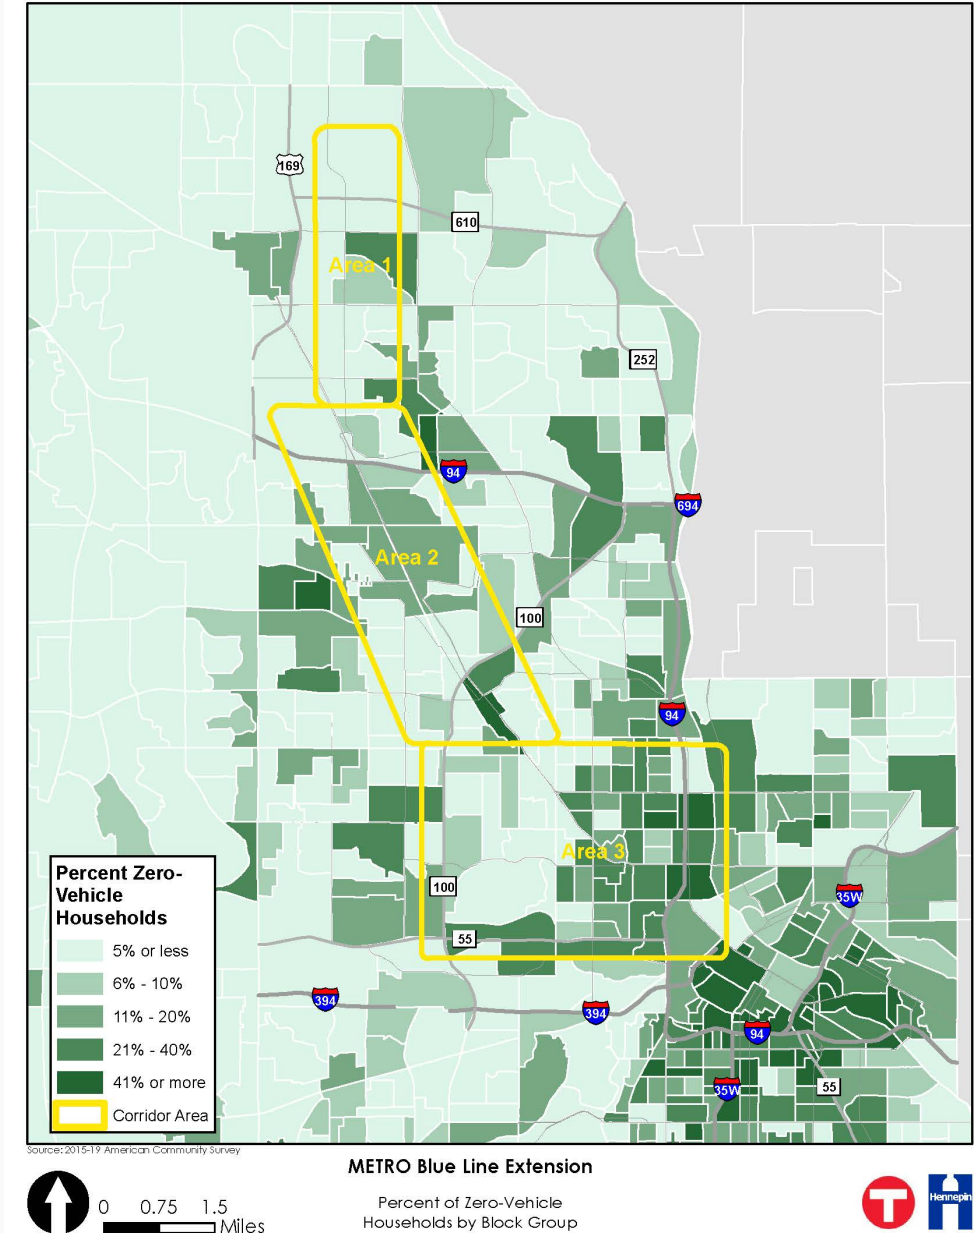 169
610
Area 1
252
94
694
Area 2
100
94
Area 3
100
35W
55
394
394
94
35W
55
Percent Zero-
Vehicle
Households
5% or less
6% - 10%
11% - 20%
21% - 40%
41% or more
Corridor Area
Source: 2015-19 American Community Survey
METRO Blue Line Extension
Percent of Zero-Vehicle
Households by Block Group
0 0.75 1.5
Miles
T
Hennepin